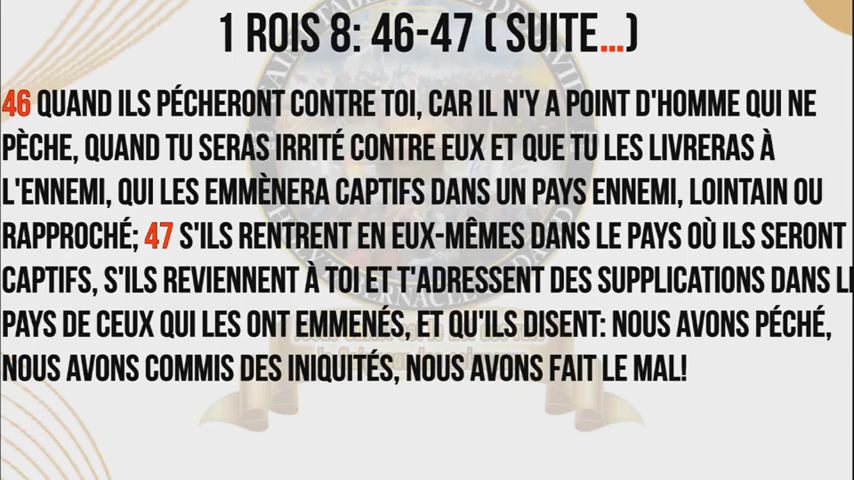 1 ROIS 8: 46-47 ( SUITE...)
46 QUAND ILS PÉCHERONT CONTRE TOI, CAR IL N'Y A POINT D'HOMME QUI NE
PÈCHE, QUAND TU SERAS IRRITÉ CONTRE EUX ET QUE TU LES LIVRERAS À
L'ENNEMI, QUI LES EMMÈNERA CAPTIFS DANS UN PAYS ENNEMI, LOINTAIN OU
RAPPROCHÉ; 47 S'ILS RENTRENT EN EUX-MÊMES DANS LE PAYS OÙ ILS SERONT
CAPTIFS, S'ILS REVIENNENT À TOI ET T'ADRESSENT DES SUPPLICATIONS DANS LE
PAYS DE CEUX QUI LES ONT EMMENÉS, ET QU'ILS DISENT: NOUS AVONS PÉCHÉ,
NOUS AVONS COMMIS DES INIQUITÉS, NOUS AVONS FAIT LE MAL!